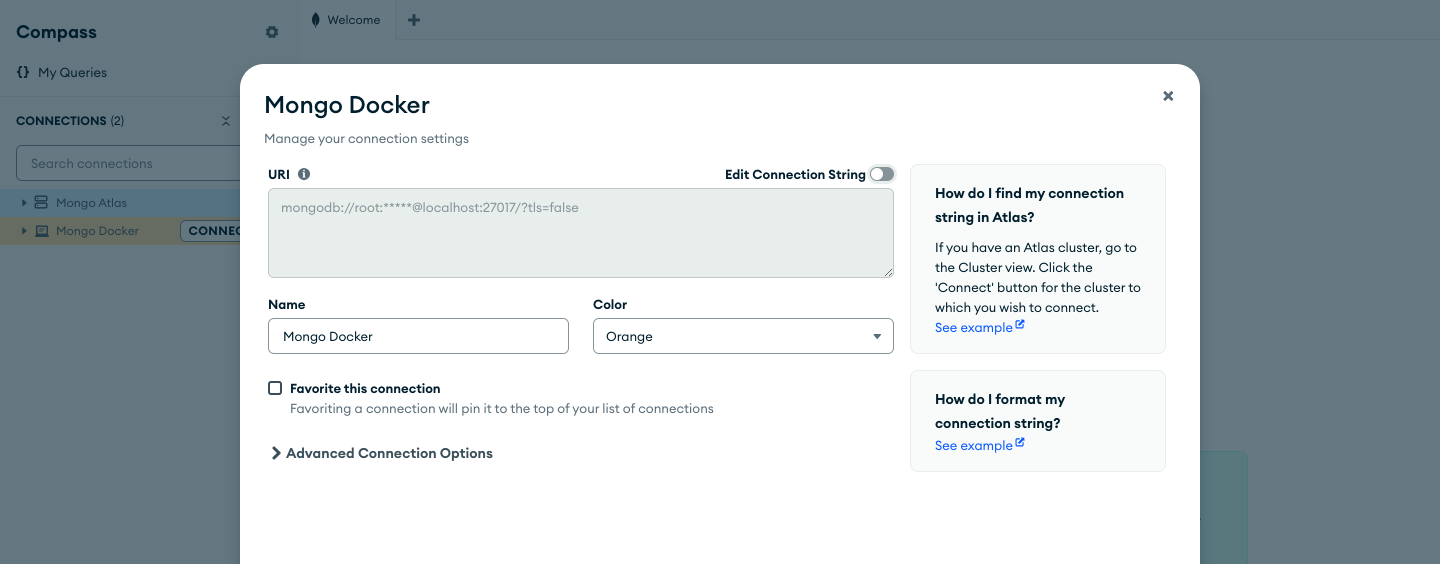 Compass
Welcome
{} My Queries
CONNECTIONS (2)
Search connections
Mongo Atlas
Mongo Docker
Mongo Docker
Manage your connection settings
URI
Edit Connection String
mongodb://root:*****@localhost:27017/?tls=false
Name
Color
Mongo Docker
Orange
Favorite this connection
Favoriting a connection will pin it to the top of your list of connections
Advanced Connection Options
How do I find my connection
string in Atlas?
If you have an Atlas cluster, go to
the Cluster view. Click the
'Connect' button for the cluster to
which you wish to connect.
See example
How do I format my
connection string?
See example